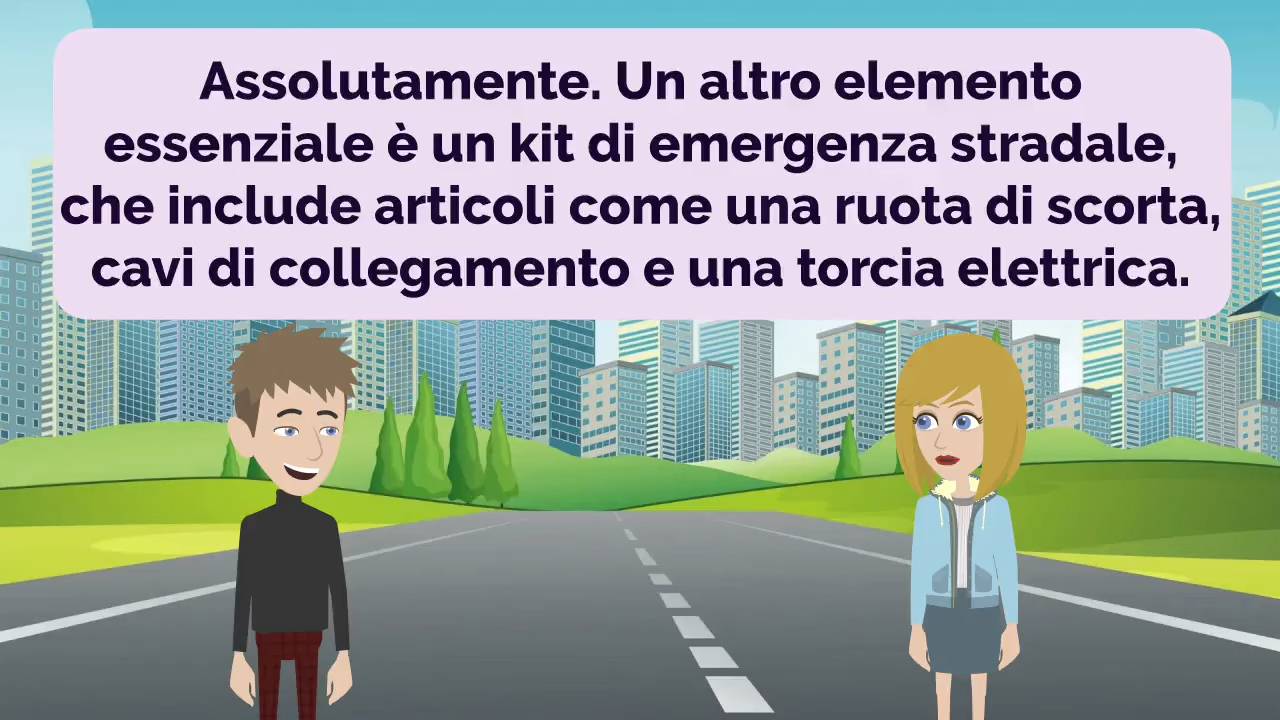 Assolutamente. Un altro elemento
essenziale è un kit di emergenza stradale,
che include articoli come una ruota di scorta,
cavi di collegamento e una torcia elettrica.